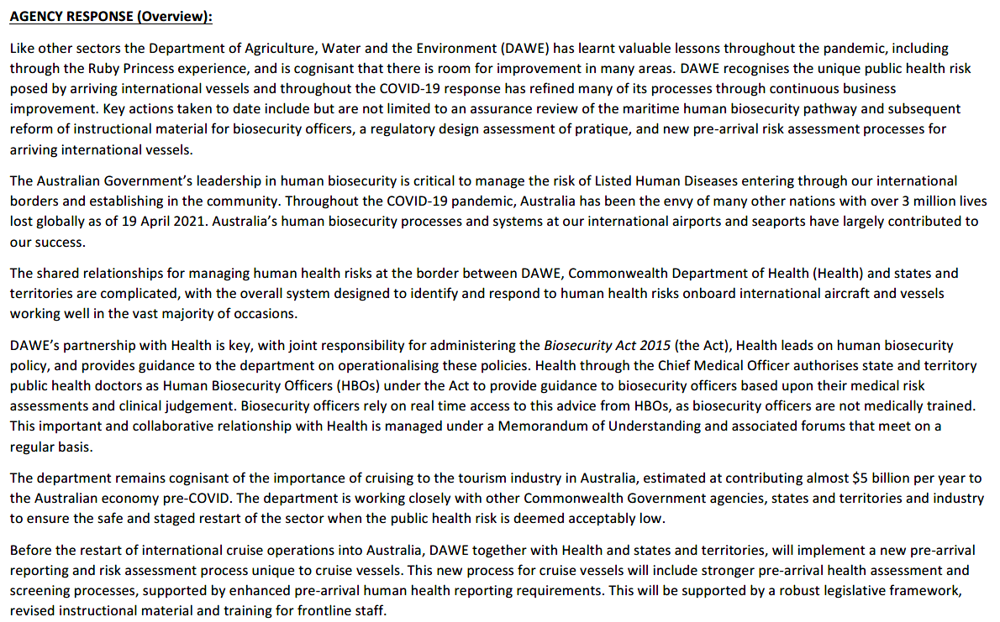 AGENCY RESPONSE (Overview):
Like other sectors the Department of Agriculture, Water and the Environment (DAWE) has learnt valuable lessons throughout the pandemic, including
through the Ruby Princess experience, and is cognisant that there is room for improvement in many areas. DAWE recognises the unique public health risk
posed by arriving international vessels and throughout the COVID-19 response has refined many of its processes through continuous business
improvement. Key actions taken to date include but are not limited to an assurance review of the maritime human biosecurity pathway and subsequent
reform of instructional material for biosecurity officers, a regulatory design assessment of pratique, and new pre-arrival risk assessment processes for
arriving international vessels.
The Australian Government's leadership in human biosecurity is critical to manage the risk of Listed Human Diseases entering through our international
borders and establishing in the community. Throughout the COVID-19 pandemic, Australia has been the envy of many other nations with over 3 million lives
lost globally as of 19 April 2021. Australia's human biosecurity processes and systems at our international airports and seaports have largely contributed to
our success.
The shared relationships for managing human health risks at the border between DAWE, Commonwealth Department of Health (Health) and states and
territories are complicated, with the overall system designed to identify and respond to human health risks onboard international aircraft and vessels
working well in the vast majority of occasions.
DAWE's partnership with Health is key, with joint responsibility for administering the Biosecurity Act 2015 (the Act), Health leads on human biosecurity
policy, and provides guidance to the department on operationalising these policies. Health through the Chief Medical Officer authorises state and territory
public health doctors as Human Biosecurity Officers (HBOs) under the Act to provide guidance to biosecurity officers based upon their medical risk
assessments and clinical judgement. Biosecurity officers rely on real time access to this advice from HBOs, as biosecurity officers are not medically trained.
This important and collaborative relationship with Health is managed under a Memorandum of Understanding and associated forums that meet on a
regular basis.
The department remains cognisant of the importance of cruising to the tourism industry in Australia, estimated at contributing almost $5 billion per year to
the Australian economy pre-COVID. The department is working closely with other Commonwealth Government agencies, states and territories and industry
to ensure the safe and staged restart of the sector when the public health risk is deemed acceptably low.
Before the restart of international cruise operations into Australia, DAWE together with Health and states and territories, will implement a new pre-arrival
reporting and risk assessment process unique to cruise vessels. This new process for cruise vessels will include stronger pre-arrival health assessment and
screening processes, supported by enhanced pre-arrival human health reporting requirements. This will be supported by a robust legislative framework,
revised instructional material and training for frontline staff.